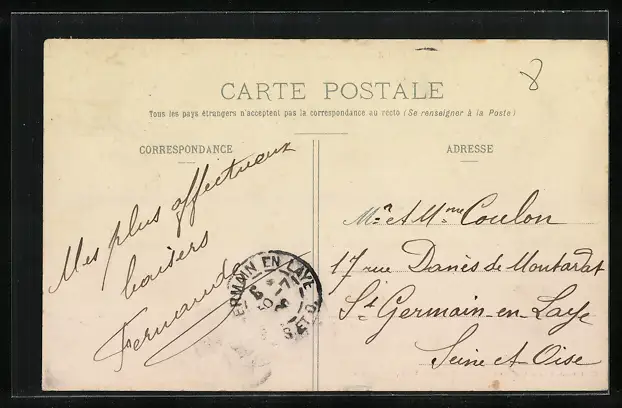 8
CARTE POSTALE
Tous les pays étrangers n'acceptent pas la correspondance au recto (Se renseigner à la Poste)
CORRESPONDANCE
Mes plus affectueux
baisers
Fernande
ADRESSE
Mr et Mme Coulon
17 rue Danès de Montardat
St Germain-en-Laye
Seine et Oise
GERMAIN EN LAYE
ET O.